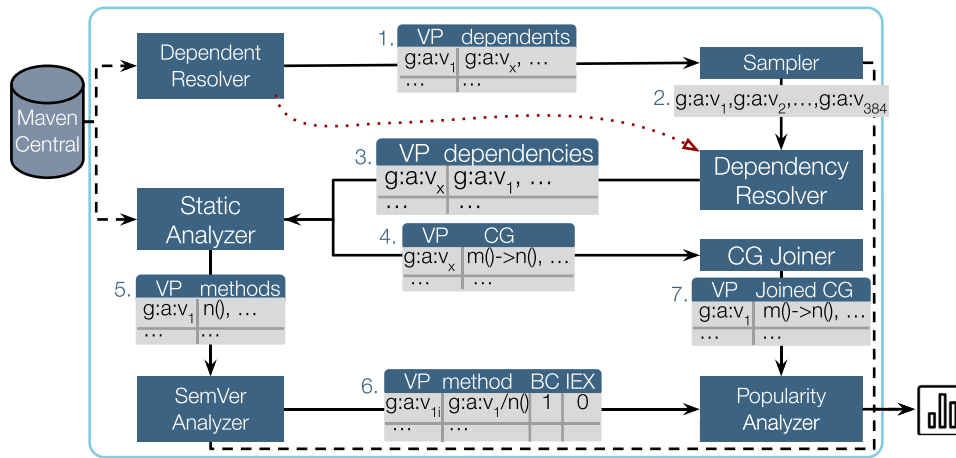 Maven
Central
Dependent
Resolver
1.
VP dependents
g:a:v1 g:a:vx, ...
... ...
Sampler
2.
g:a:v1,g:a:v2,...,g:a:v384
3.
VP dependencies
g:a:vx g:a:v1, ...
... ...
Dependency
Resolver
Static
Analyzer
4.
VP CG
g:a:vx m()->n(), ...
... ...
CG Joiner
5.
VP methods
g:a:v1 n(), ...
... ...
7.
VP Joined CG
g:a:v1 m()->n(), ...
... ...
SemVer
Analyzer
6.
VP method BC IEX
g:a:v1i g:a:v1/n() 1 0
... ...
Popularity
Analyzer